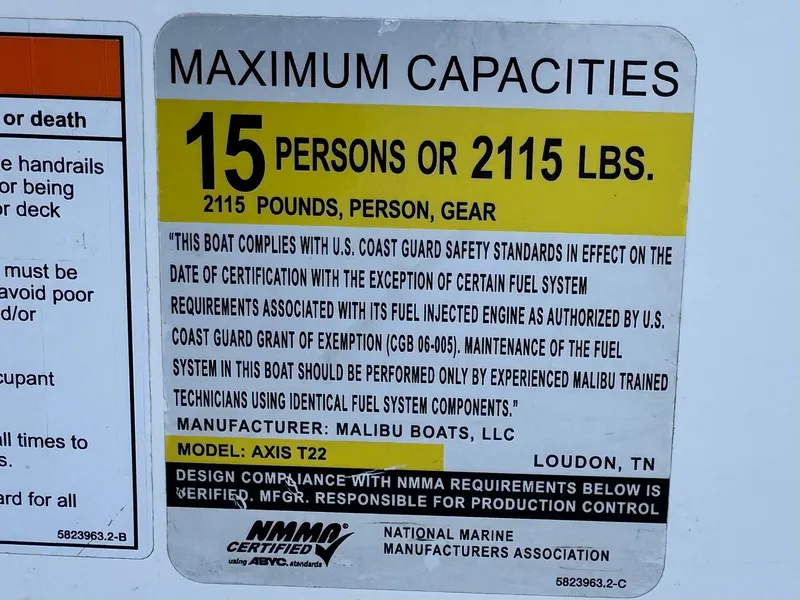 or death
e handrails
or being
or deck
must be
avoid poor
d/or
cupant
all times to
s.
ard for all
5823963.2-B
MAXIMUM CAPACITIES
15 PERSONS OR 2115 LBS.
2115 POUNDS, PERSON, GEAR
"THIS BOAT COMPLIES WITH U.S. COAST GUARD SAFETY STANDARDS IN EFFECT ON THE
DATE OF CERTIFICATION WITH THE EXCEPTION OF CERTAIN FUEL SYSTEM
REQUIREMENTS ASSOCIATED WITH ITS FUEL INJECTED ENGINE AS AUTHORIZED BY U.S.
COAST GUARD GRANT OF EXEMPTION (CGB 06-005). MAINTENANCE OF THE FUEL
SYSTEM IN THIS BOAT SHOULD BE PERFORMED ONLY BY EXPERIENCED MALIBU TRAINED
TECHNICIANS USING IDENTICAL FUEL SYSTEM COMPONENTS."
MANUFACTURER: MALIBU BOATS, LLC
MODEL: AXIS T22
LOUDON, TN
DESIGN COMPLIANCE WITH NMMA REQUIREMENTS BELOW IS
VERIFIED. MFGR. RESPONSIBLE FOR PRODUCTION CONTROL
NMMA®
CERTIFIED
using ABYC. standards
NATIONAL MARINE
MANUFACTURERS ASSOCIATION
5823963.2-C